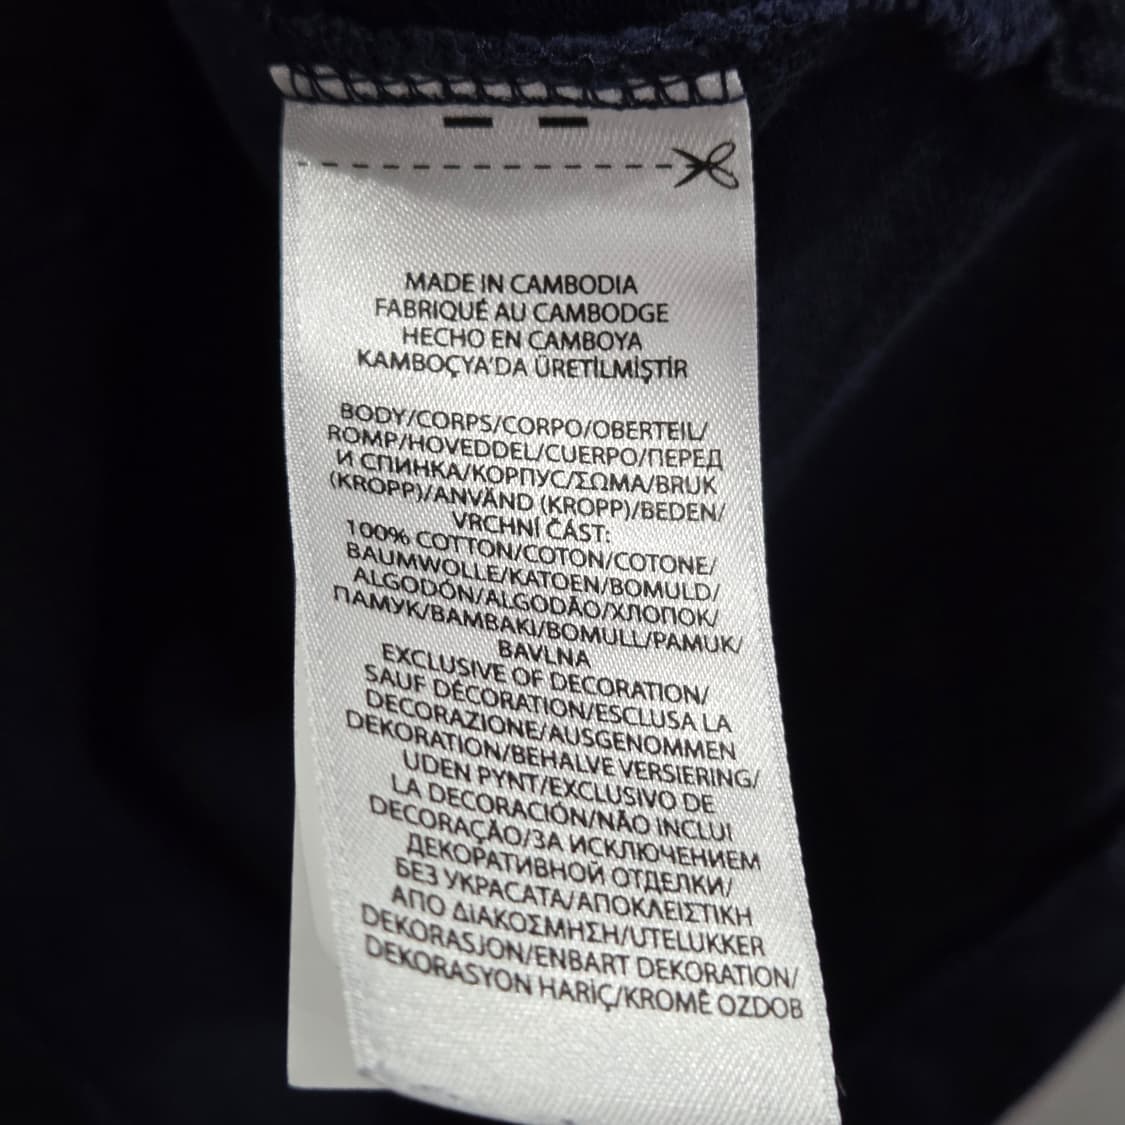 MADE IN CAMBODIA
FABRIQUÉ AU CAMBODGE
HECHO EN CAMBOYA
KAMBOÇYA'DA ÜRETİLMİŞTİR
BODY/CORPS/CORPO/OBERTEIL/
ROMP/HOVEDDEL/CUERPO/ПЕРЕД
И СПИНКА/КОРПУС/ΣΩΜΑ/BRUK
(KROPP)/ANVÄND (KROPP)/BEDEN/
VRCHNÍ ČÁST:
100% COTTON/COTON/COTONE/
BAUMWOLLE/KATOEN/BOMULD/
ALGODÓN/ALGODÃO/ХЛОПОК/
ПАМУК/ΒΑΜΒΑΚΙ/BOMULL/PAMUK/
BAVLNA
EXCLUSIVE OF DECORATION/
SAUF DÉCORATION/ESCLUSA LA
DECORAZIONE/AUSGENOMMEN
DEKORATION/BEHALVE VERSIERING/
UDEN PYNT/EXCLUSIVO DE
LA DECORACIÓN/NÃO INCLUI
DECORAÇÃO/ЗА ИСКЛЮЧЕНИЕМ
ДЕКОРАТИВНОЙ ОТДЕЛКИ/
БЕЗ УКРАСАТА/ΑΠΟΚΛΕΙΣΤΙΚΗ
ΑΠΟ ΔΙΑΚΟΣΜΗΣΗ/UTELUKKER
DEKORASJON/ENBART DEKORATION/
DEKORASYON HARİÇ/KROMĚ OZDOB